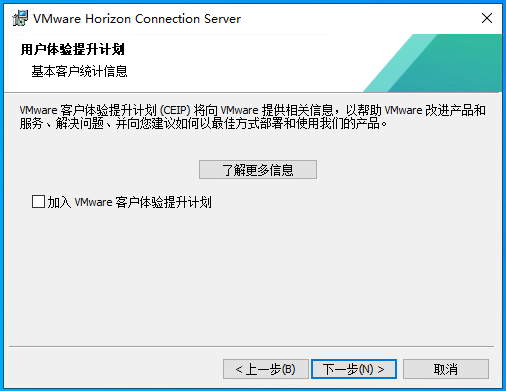 VMware Horizon Connection Server
用户体验提升计划
基本客户统计信息
VMware 客户体验提升计划 (CEIP) 将向 VMware 提供相关信息，以帮助 VMware 改进产品和
服务、解决问题、并向您建议如何以最佳方式部署和使用我们的产品。
了解更多信息
加入 VMware 客户体验提升计划
< 上一步(B)
下一步(N) >
取消